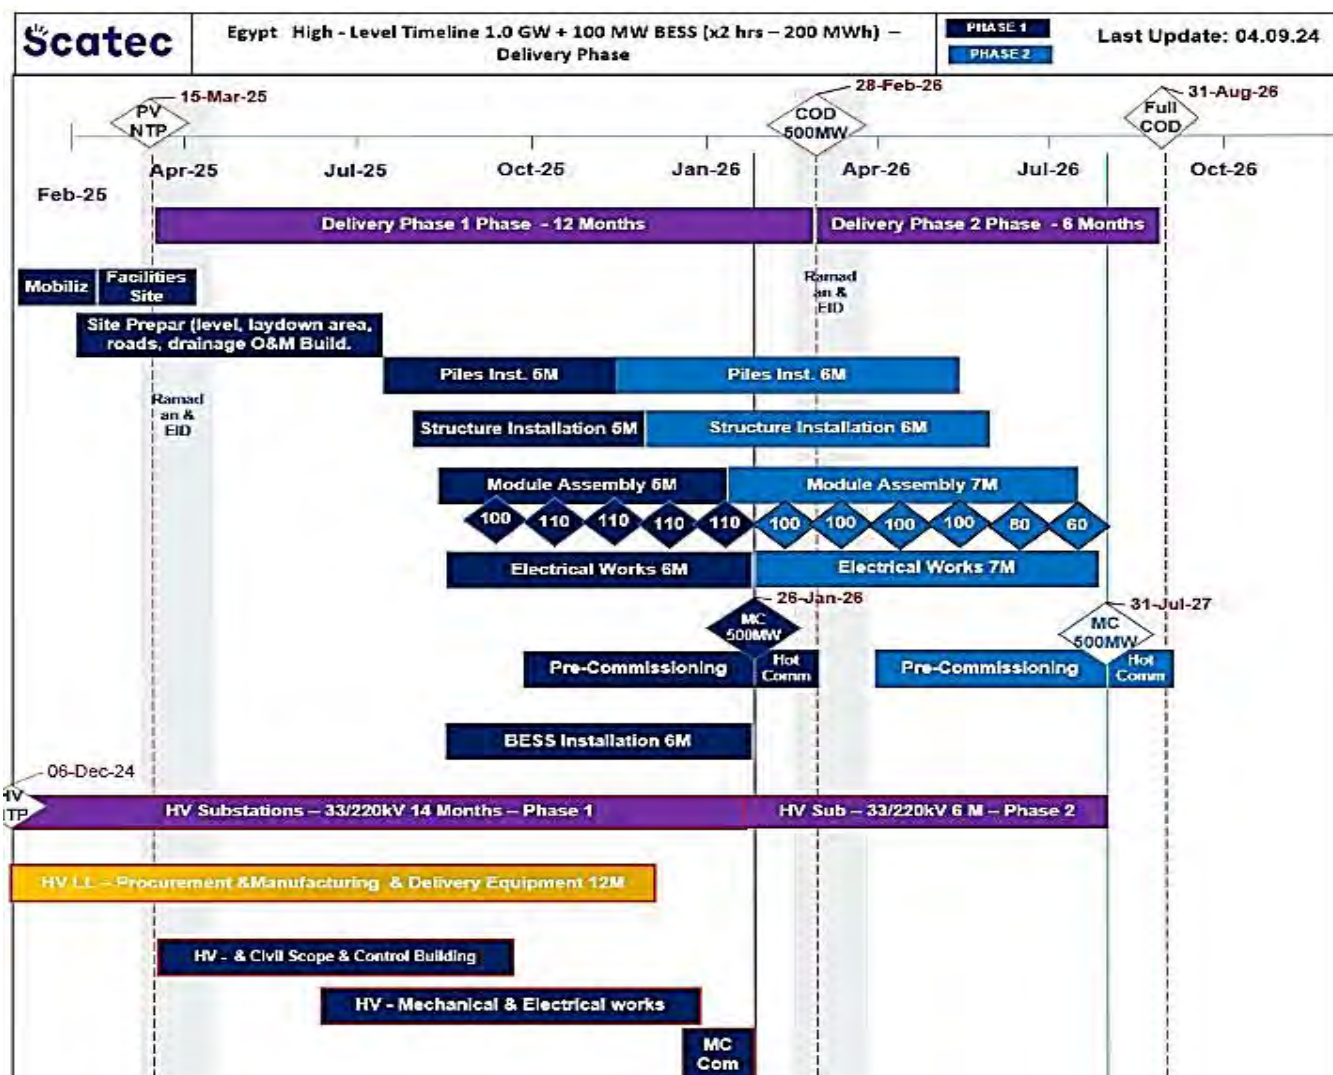 Scatec
Egypt High - Level Timeline 1.0 GW + 100 MW BESS (x2 hrs – 200 MWh) –
Delivery Phase
PHASE 1
PHASE 2
Last Update: 04.09.24
15-Mar-25
28-Feb-26
31-Aug-26
PV
NTP
COD
500MW
Full
COD
Feb-25
Apr-25
Jul-25
Oct-25
Jan-26
Apr-26
Jul-26
Oct-26
Delivery Phase 1 Phase - 12 Months
Delivery Phase 2 Phase - 6 Months
Mobiliz
Facilities
Site
Ramad
an &
EID
Site Prepar (level, laydown area,
roads, drainage O&M Build.
Piles Inst. 5M
Piles Inst. 6M
Ramad
an &
EID
Structure Installation 5M
Structure Installation 6M
Module Assembly 5M
Module Assembly 7M
100
110
110
110
110
100
100
100
100
80
60
Electrical Works 6M
Electrical Works 7M
26-Jan-26
31-Jul-27
MC
500MW
MC
500MW
Pre-Commissioning
Hot
Comm
Pre-Commissioning
Hot
Comm
BESS Installation 6M
06-Dec-24
HV
NTP
HV Substations – 33/220kV 14 Months – Phase 1
HV Sub – 33/220kV 6 M – Phase 2
HV LL – Procurement &Manufacturing & Delivery Equipment 12M
HV - & Civil Scope & Control Building
HV - Mechanical & Electrical works
MC
Com